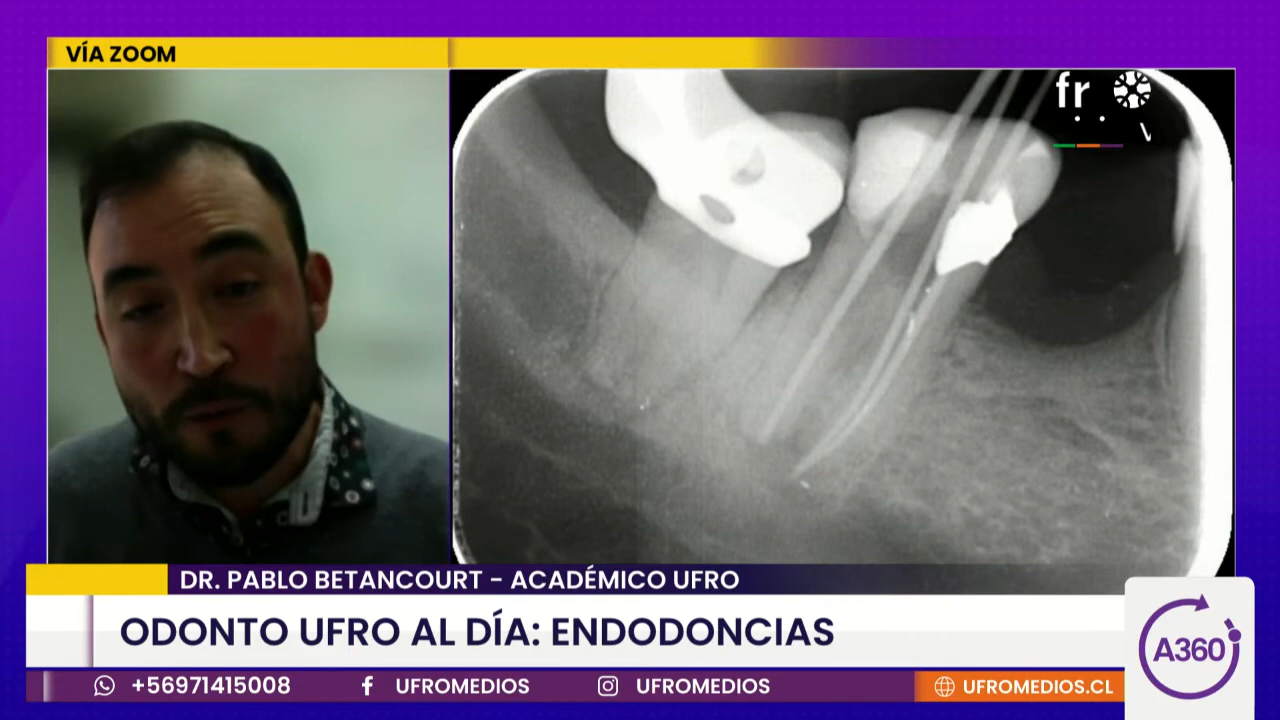 VÍA ZOOM
fr
DR. PABLO BETANCOURT - ACADÉMICO UFRO
ODONTO UFRO AL DÍA: ENDODONCIAS
A360°
+56971415008
UFROMEDIOS
UFROMEDIOS
UFROMEDIOS.CL